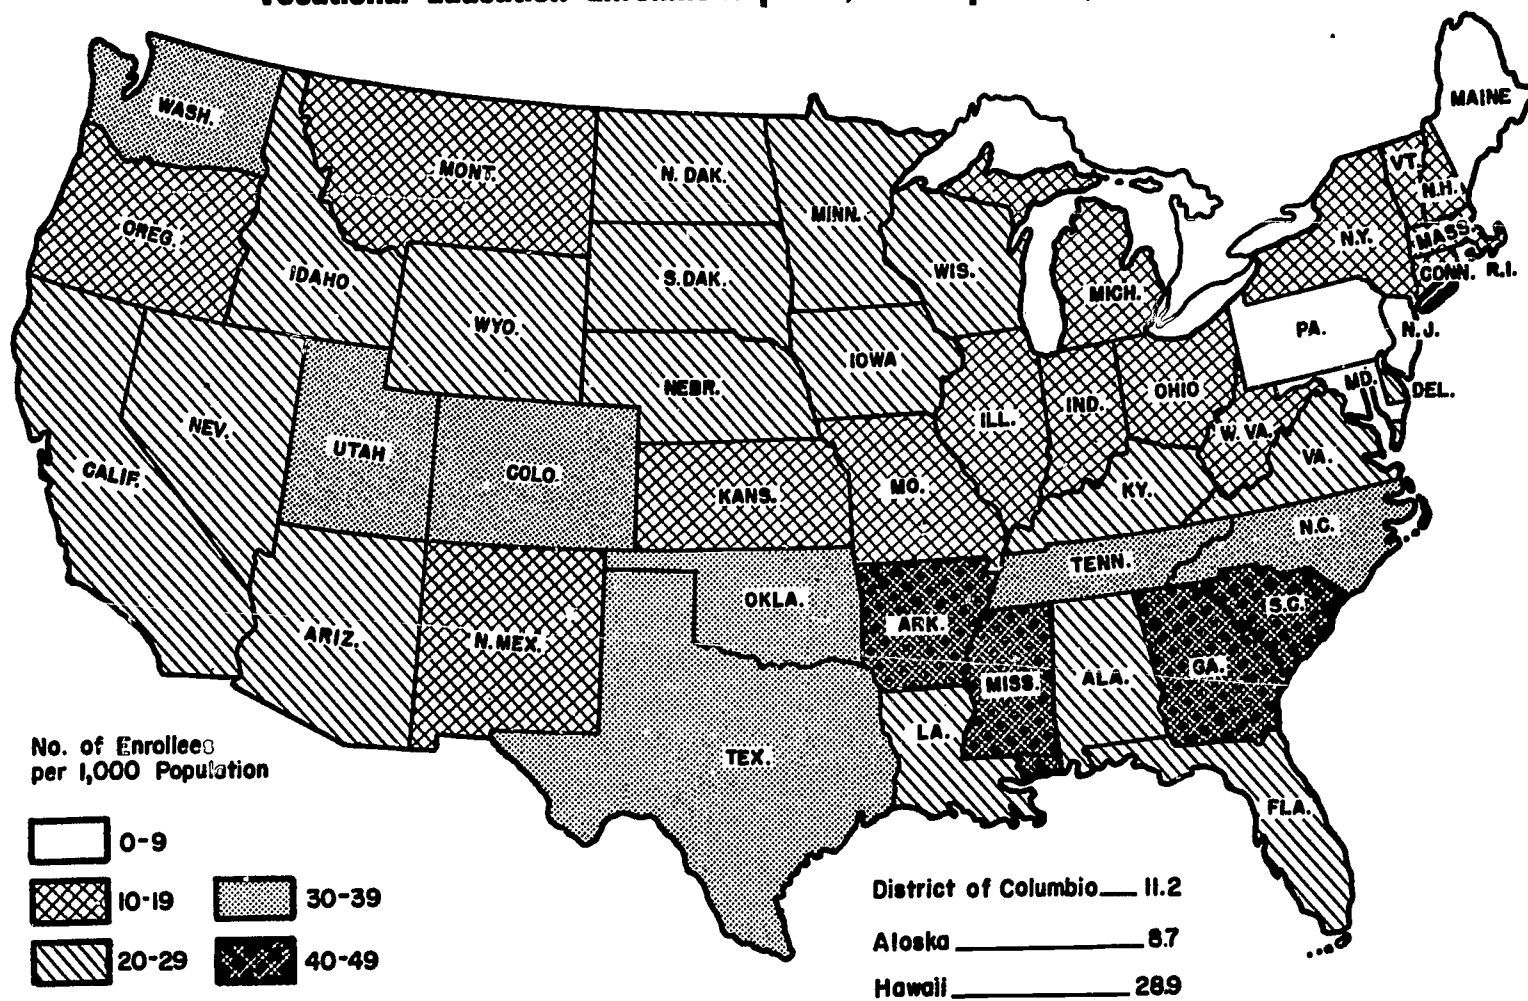 WASH.
MONT.
N. DAK.
MINN.
OREG.
IDAHO
WYO.
S. DAK.
WIS.
MICH.
N.Y.
VT.
N.H.
MAINE
MASS.
CONN. R.I.
PA.
N.J.
MD.
DEL.
NEBR.
IOWA
ILL.
IND.
OHIO
W. VA.
VA.
NEV.
UTAH
COLO.
KANS.
MO.
KY.
CALIF.
ARIZ.
N. MEX.
OKLA.
ARK.
TENN.
N.C.
S.C.
MISS.
ALA.
GA.
TEX.
LA.
FLA.
No. of Enrollees
per 1,000 Population
0-9
10-19
30-39
20-29
40-49
District of Columbia 11.2
Alaska 8.7
Hawaii 28.9